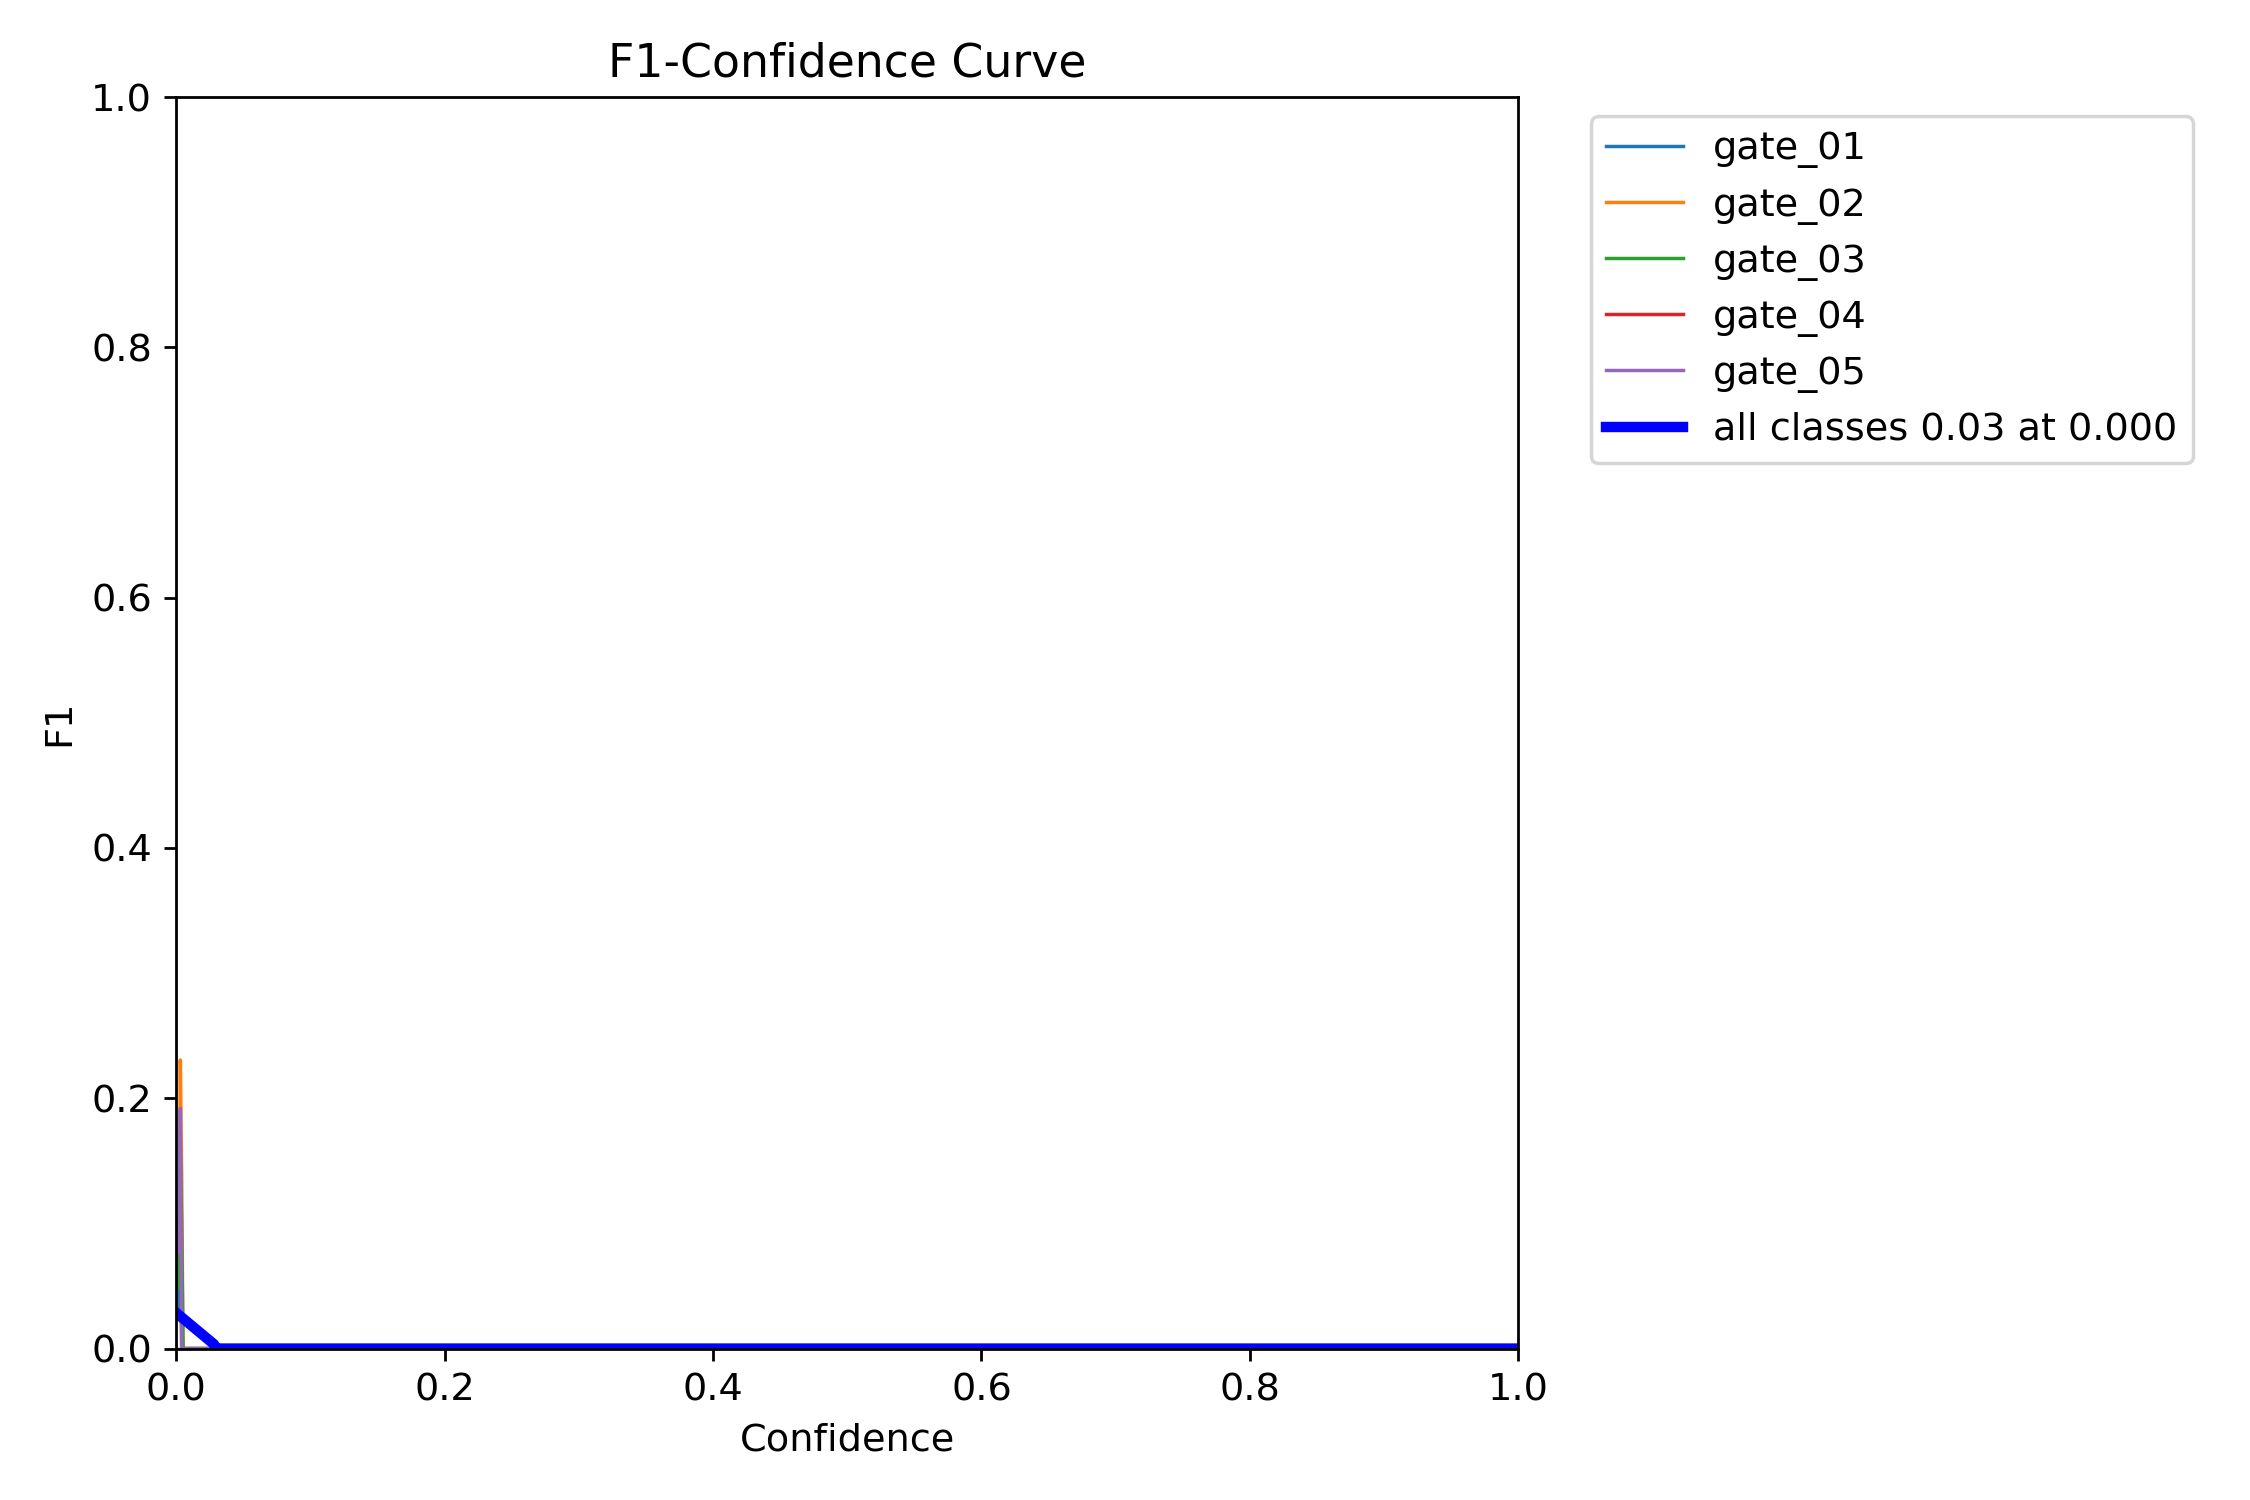 F1-Confidence Curve
1.0
0.8
0.6
0.4
0.2
0.0
F1
0.0 0.2 0.4 0.6 0.8 1.0
Confidence
gate_01
gate_02
gate_03
gate_04
gate_05
all classes 0.03 at 0.000